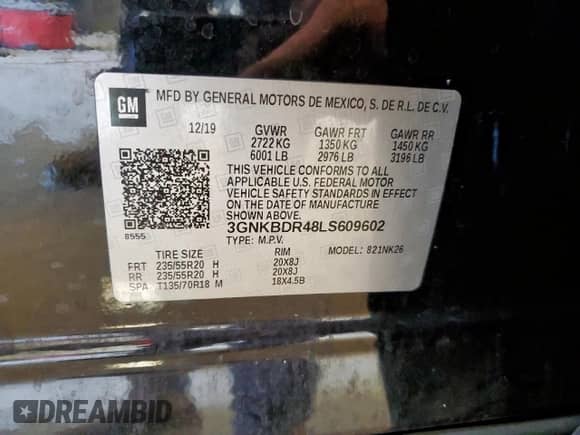 GM
MFD BY GENERAL MOTORS DE MEXICO, S. DE R.L. DE C.V.
12/19 GVWR GAWR FRT GAWR RR
2722 KG 1350 KG 1450 KG
6001 LB 2976 LB 3196 LB
THIS VEHICLE CONFORMS TO ALL
APPLICABLE U.S. FEDERAL MOTOR
VEHICLE SAFETY STANDARDS IN EFFECT
ON THE DATE OF MANUFACTURE
SHOWN ABOVE.
3GNKBDR48LS609602
8555 TYPE: M.P.V. MODEL: 821NK26
TIRE SIZE RIM
FRT 235/55R20 H 20X8J
RR 235/55R20 H 20X8J
SPA T135/70R18 M 18X4.5B
DREAMBID